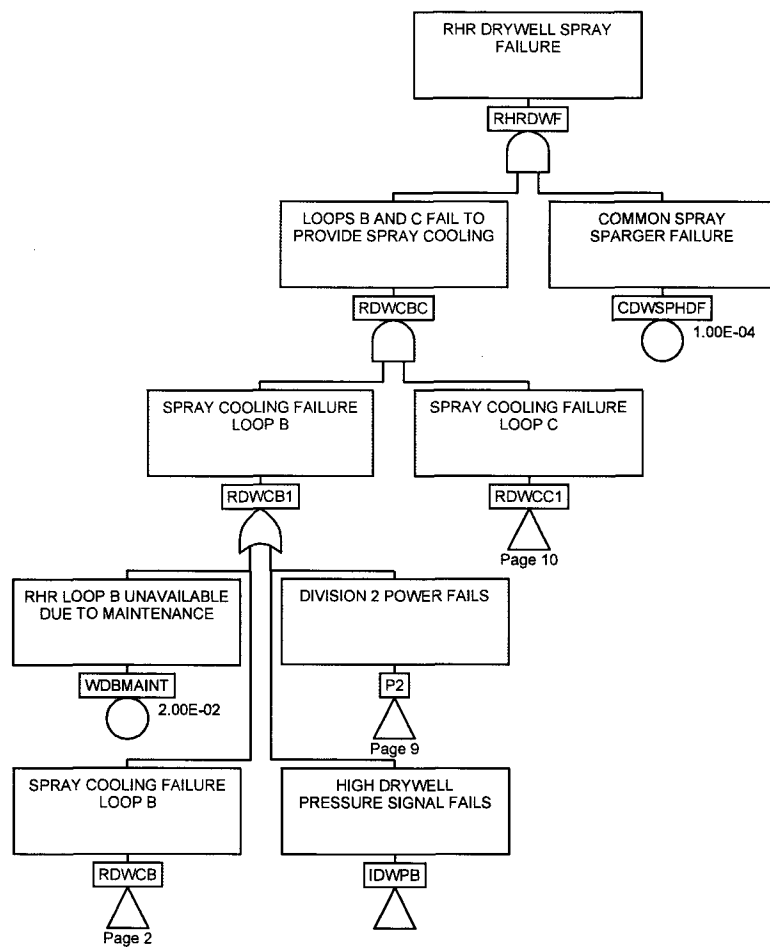 RHR DRYWELL SPRAY
FAILURE
RHRDWF
LOOPS B AND C FAIL TO
PROVIDE SPRAY COOLING
COMMON SPRAY
SPARGER FAILURE
RDWCBC
CDWSPHDF
1.00E-04
SPRAY COOLING FAILURE
LOOP B
SPRAY COOLING FAILURE
LOOP C
RDWCB1
RDWCC1
Page 10
RHR LOOP B UNAVAILABLE
DUE TO MAINTENANCE
DIVISION 2 POWER FAILS
WDBMAINT
P2
2.00E-02
Page 9
SPRAY COOLING FAILURE
LOOP B
HIGH DRYWELL
PRESSURE SIGNAL FAILS
RDWCB
IDWPB
Page 2